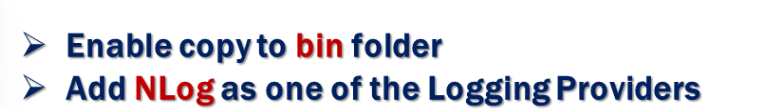 Enable copy to bin folder
Add NLog as one of the Logging Providers